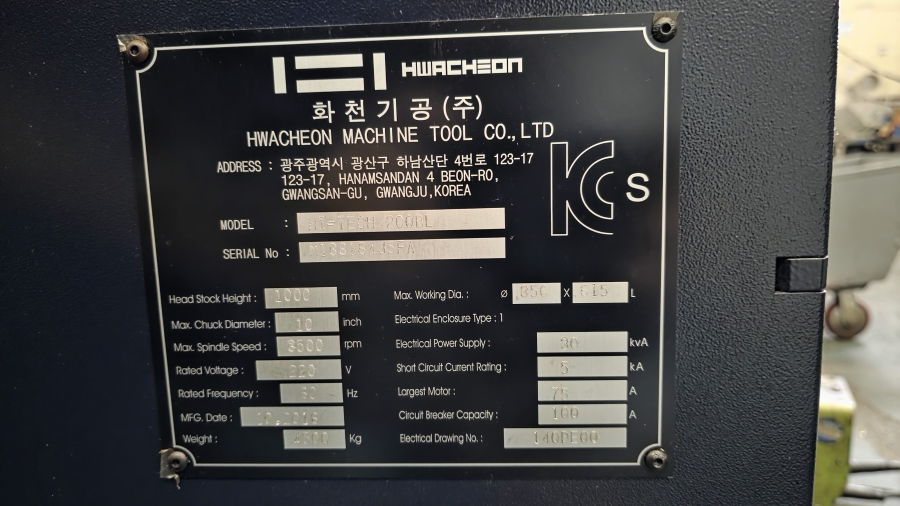 HWACHEON
화천기공(주)
HWACHEON MACHINE TOOL CO.,LTD
ADDRESS : 광주광역시 광산구 하남산단 4번로 123-17
123-17, HANAMSANDAN 4 BEON-RO,
GWANGSAN-GU, GWANGJU,KOREA
KC S
MODEL :
SERIAL No :
Head Stock Height : 1000 mm
Max. Chuck Diameter : 10 inch
Max. Spindle Speed : 3500 rpm
Rated Voltage : 220 V
Rated Frequency : Hz
MFG. Date :
Weight : Kg
Max. Working Dia. : ø X L
Electrical Enclosure Type : 1
Electrical Power Supply : 30 kvA
Short Circuit Current Rating : 5 kA
Largest Motor : 75 A
Circuit Breaker Capacity : 100 A
Electrical Drawing No. :